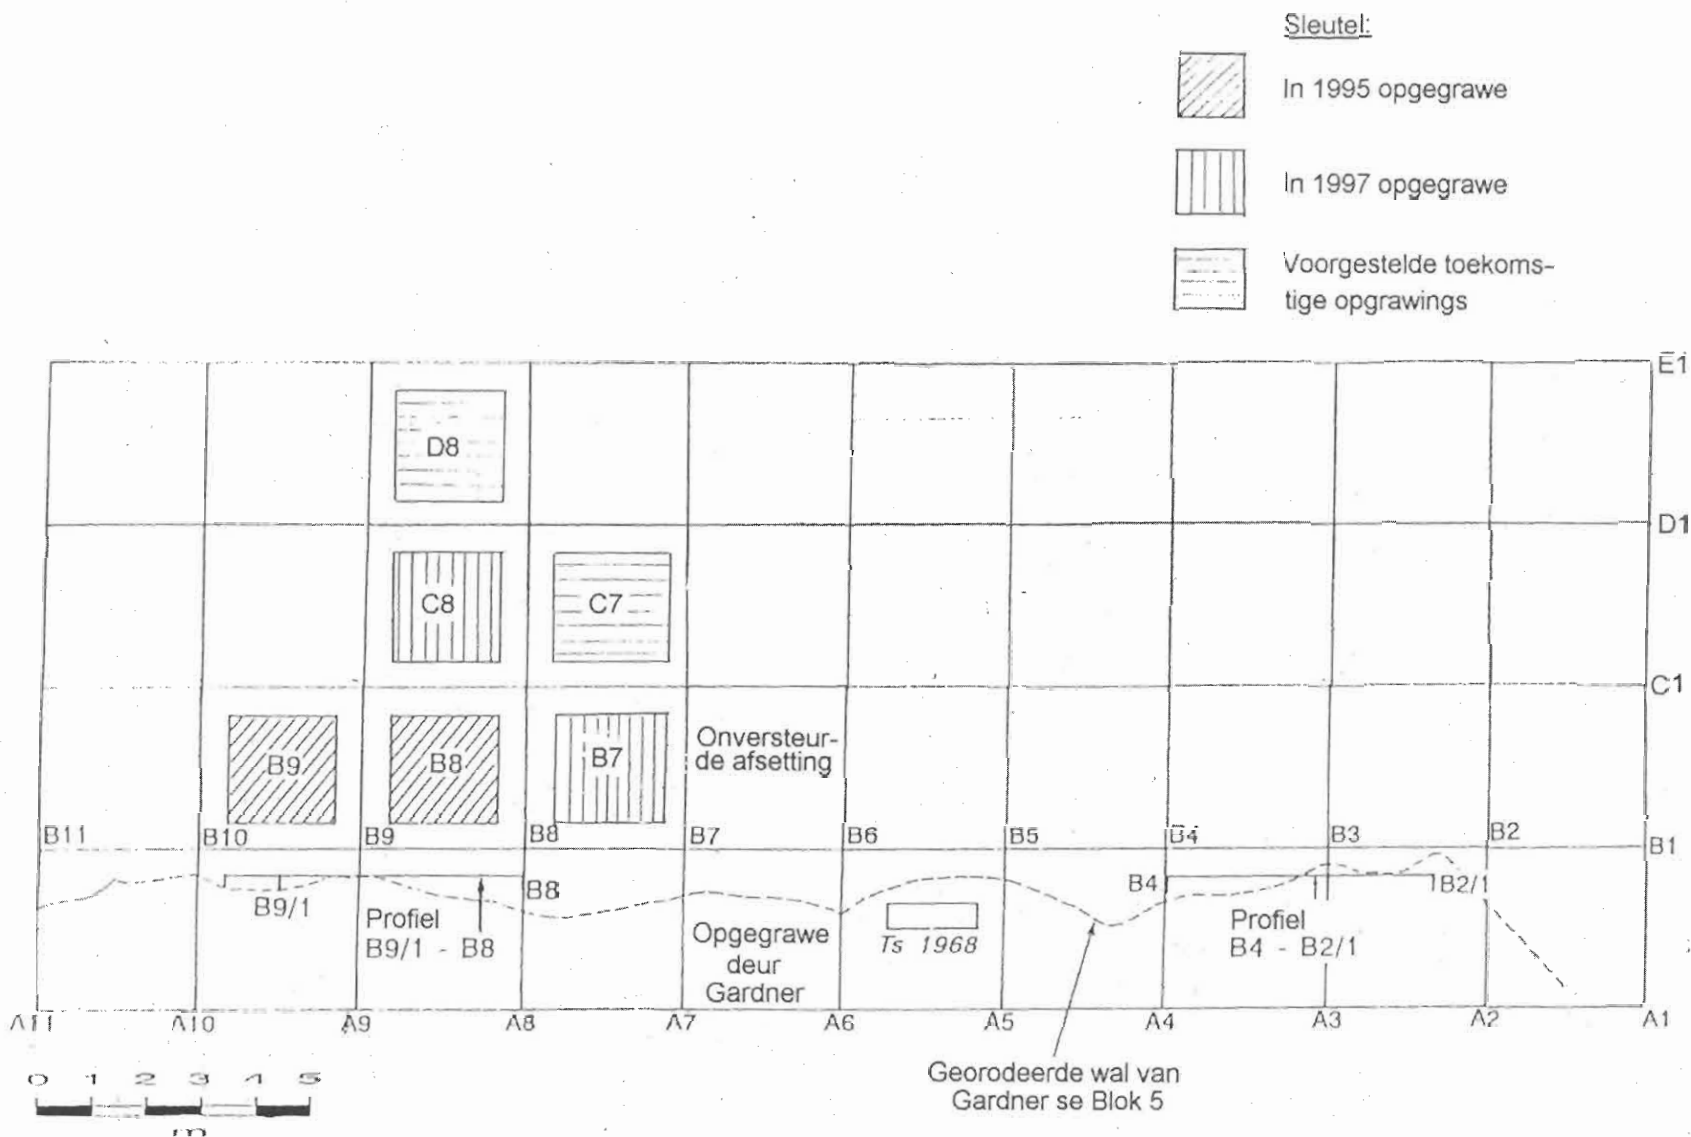 Sleutel:
In 1995 opgegrawe
In 1997 opgegrawe
Voorgestelde toekoms-
tige opgrawings
E1
D8
D1
C8 C7
C1
B9 B8 B7
Onversteur-
de afsetting
B11 B10 B9 B8 B7 B6 B5 B4 B3 B2 B1
B9/1
B8
B4
B2/1
Profiel
B9/1 - B8
Opgegrawe
deur
Gardner
Ts 1968
Profiel
B4 - B2/1
A11 A10 A9 A8 A7 A6 A5 A4 A3 A2 A1
Georodeerde wal van
Gardner se Blok 5
0 1 2 3 4 5
m